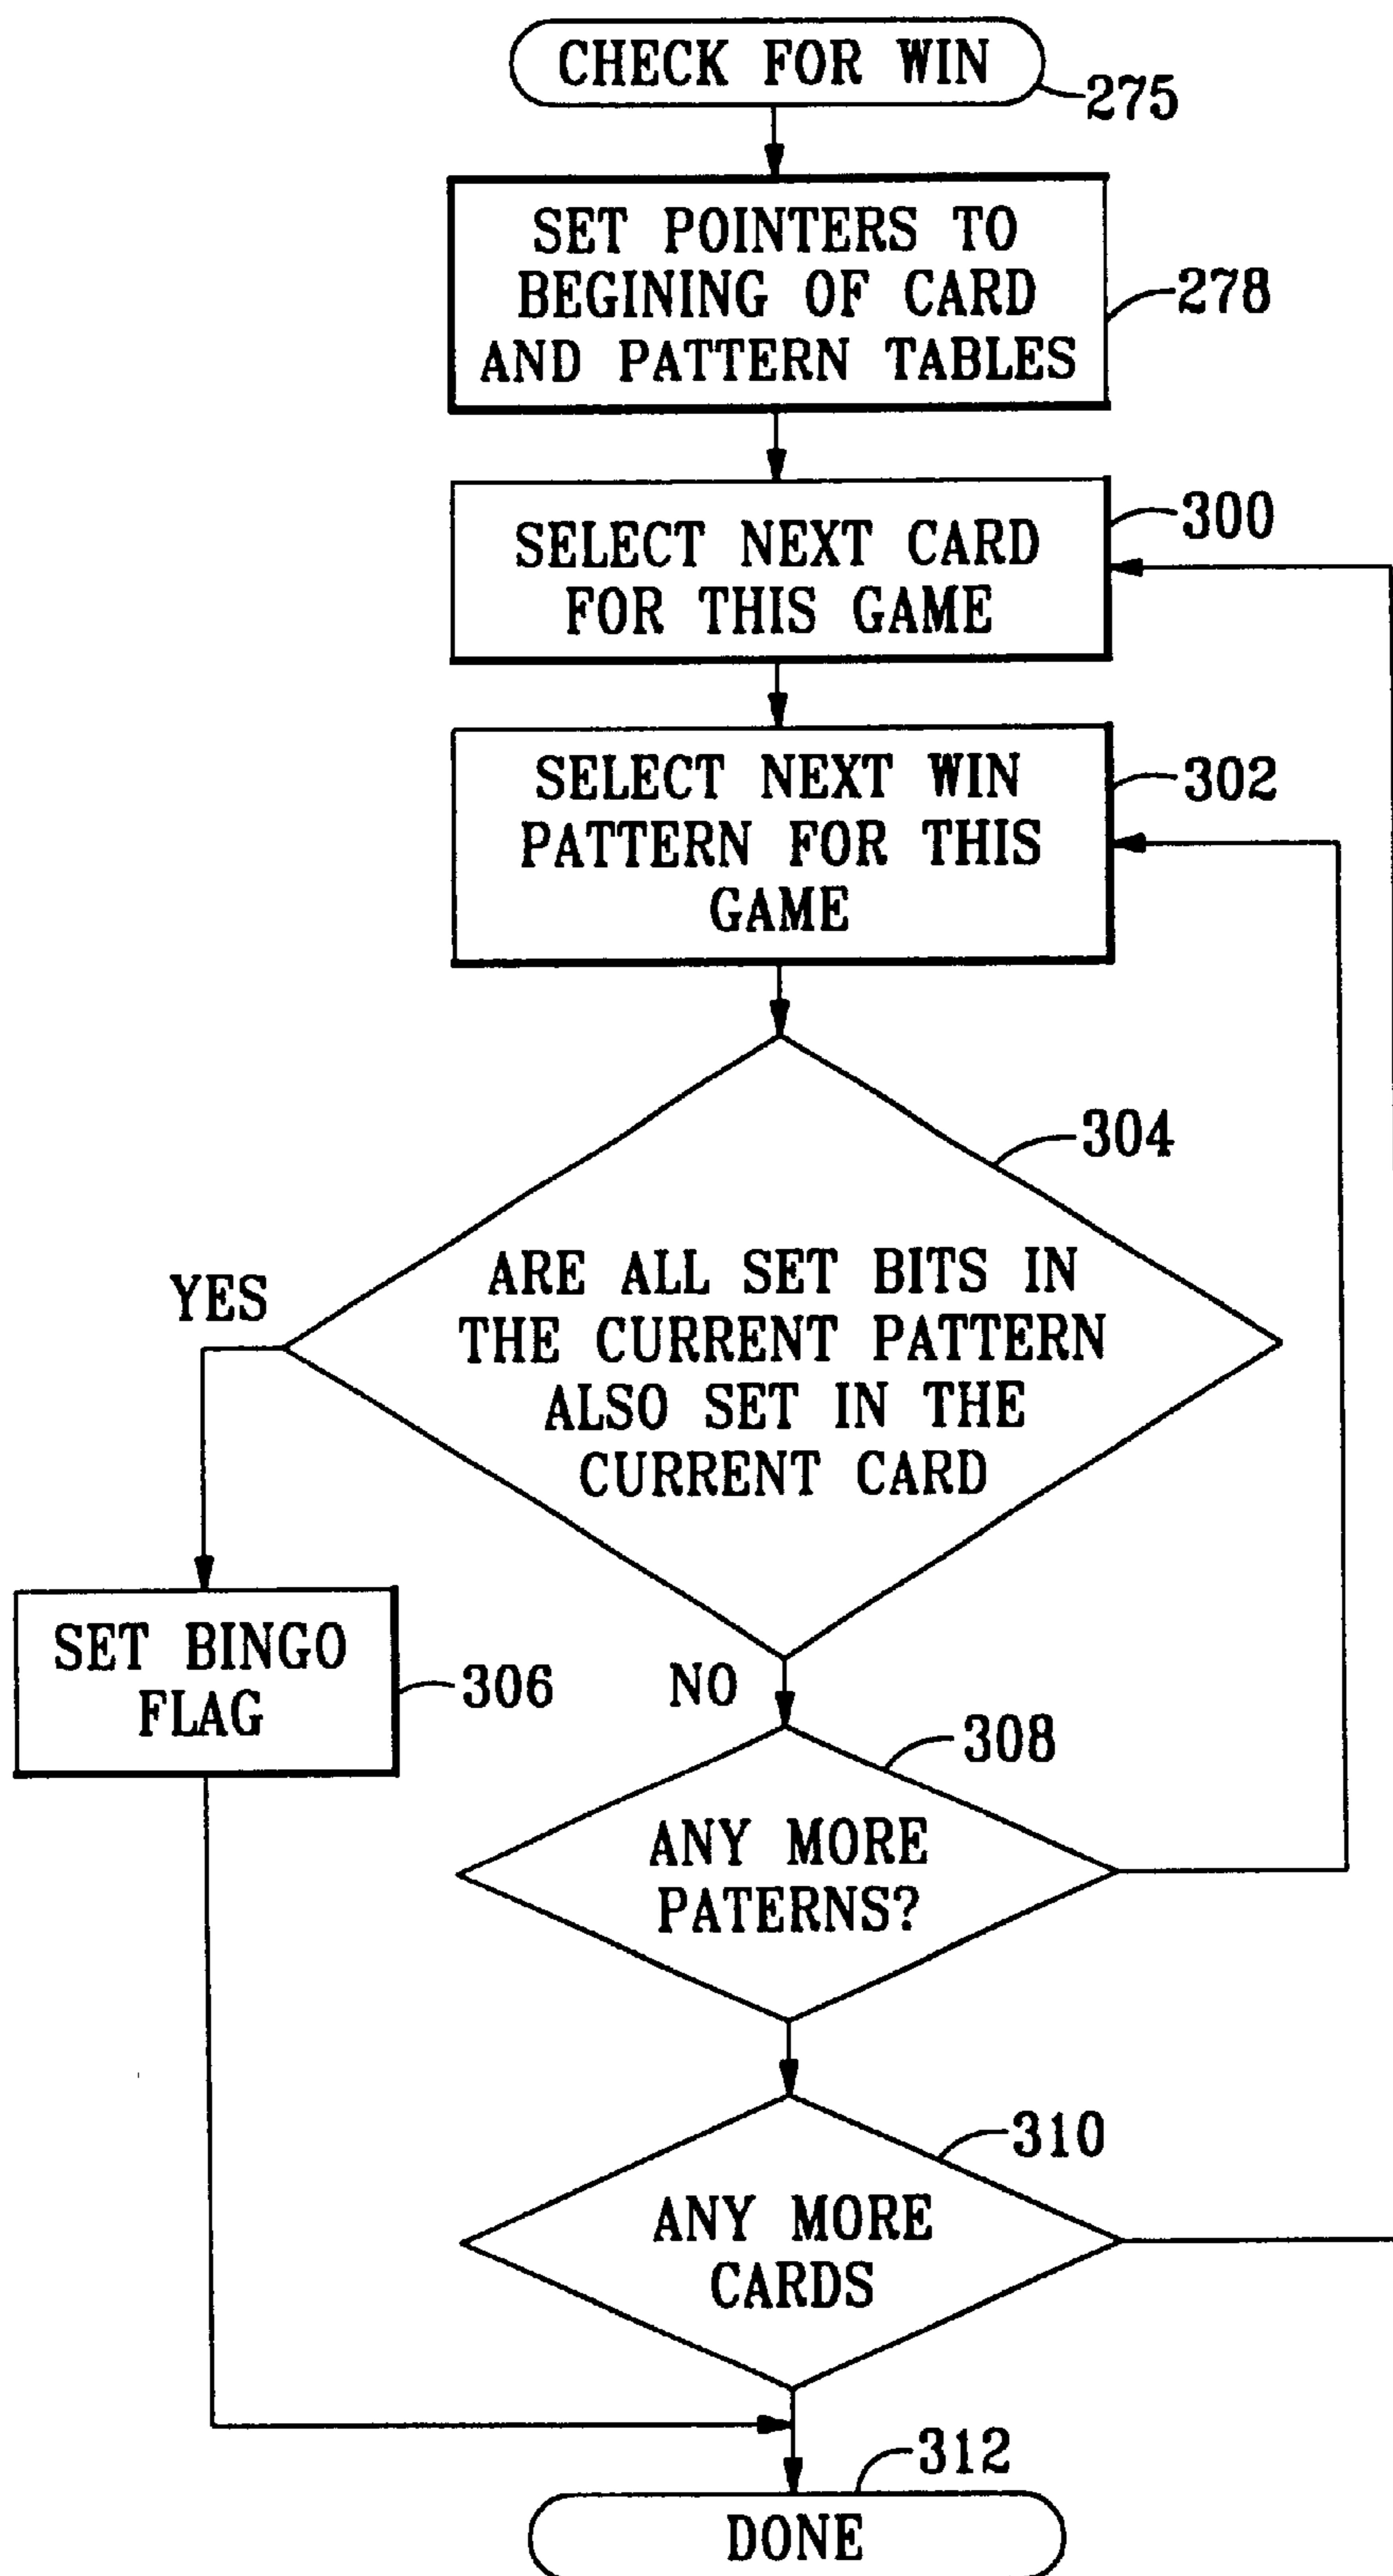 CHECK FOR WIN
275
SET POINTERS TO
BEGINING OF CARD
AND PATTERN TABLES
278
300
SELECT NEXT CARD
FOR THIS GAME
SELECT NEXT WIN
PATTERN FOR THIS
GAME
302
304
ARE ALL SET BITS IN
THE CURRENT PATTERN
ALSO SET IN THE
CURRENT CARD
YES
SET BINGO
FLAG
306
NO
308
ANY MORE
PATERNS?
310
ANY MORE
CARDS
312
DONE